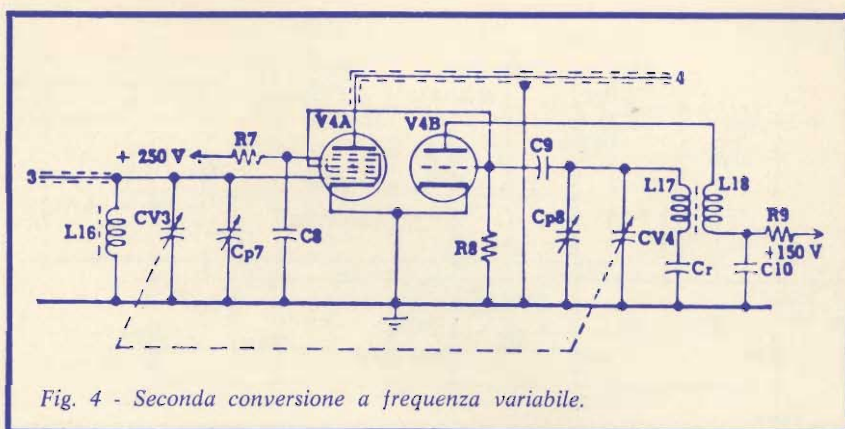 4
V4A
V4B
R7
+ 250 V
C9
3
L17
L18
L16
CV3
Cp7
C8
R8
Cp8
CV4
R9
+150 V
Cr
C10
Fig. 4 - Seconda conversione a frequenza variabile.